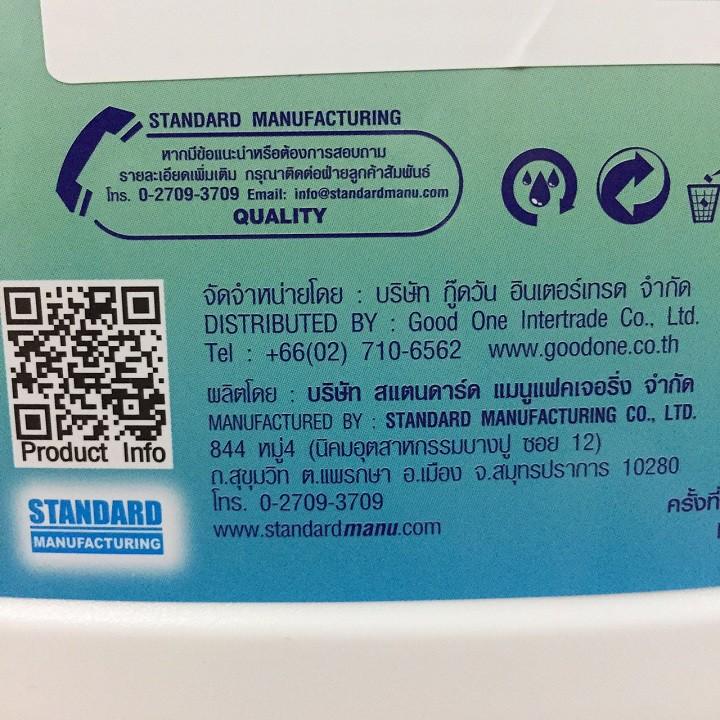 STANDARD MANUFACTURING
หากมีข้อแนะนำหรือต้องการสอบถาม
รายละเอียดเพิ่มเติม กรุณาติดต่อฝ่ายลูกค้าสัมพันธ์
โทร. 0-2709-3709 Email: info@standardmanu.com
QUALITY
จัดจำหน่ายโดย : บริษัท กู๊ดวัน อินเตอร์เทรด จำกัด
DISTRIBUTED BY : Good One Intertrade Co., Ltd.
Tel : +66(02) 710-6562 www.goodone.co.th
ผลิตโดย : บริษัท สแตนดาร์ด แมนูแฟคเจอริ่ง จำกัด
MANUFACTURED BY : STANDARD MANUFACTURING CO., LTD.
844 หมู่4 (นิคมอุตสาหกรรมบางปู ซอย 12)
ถ.สุขุมวิท ต.แพรกษา อ.เมือง จ.สมุทรปราการ 10280
โทร. 0-2709-3709
www.standardmanu.com
Product Info
STANDARD
MANUFACTURING
ครั้งที่